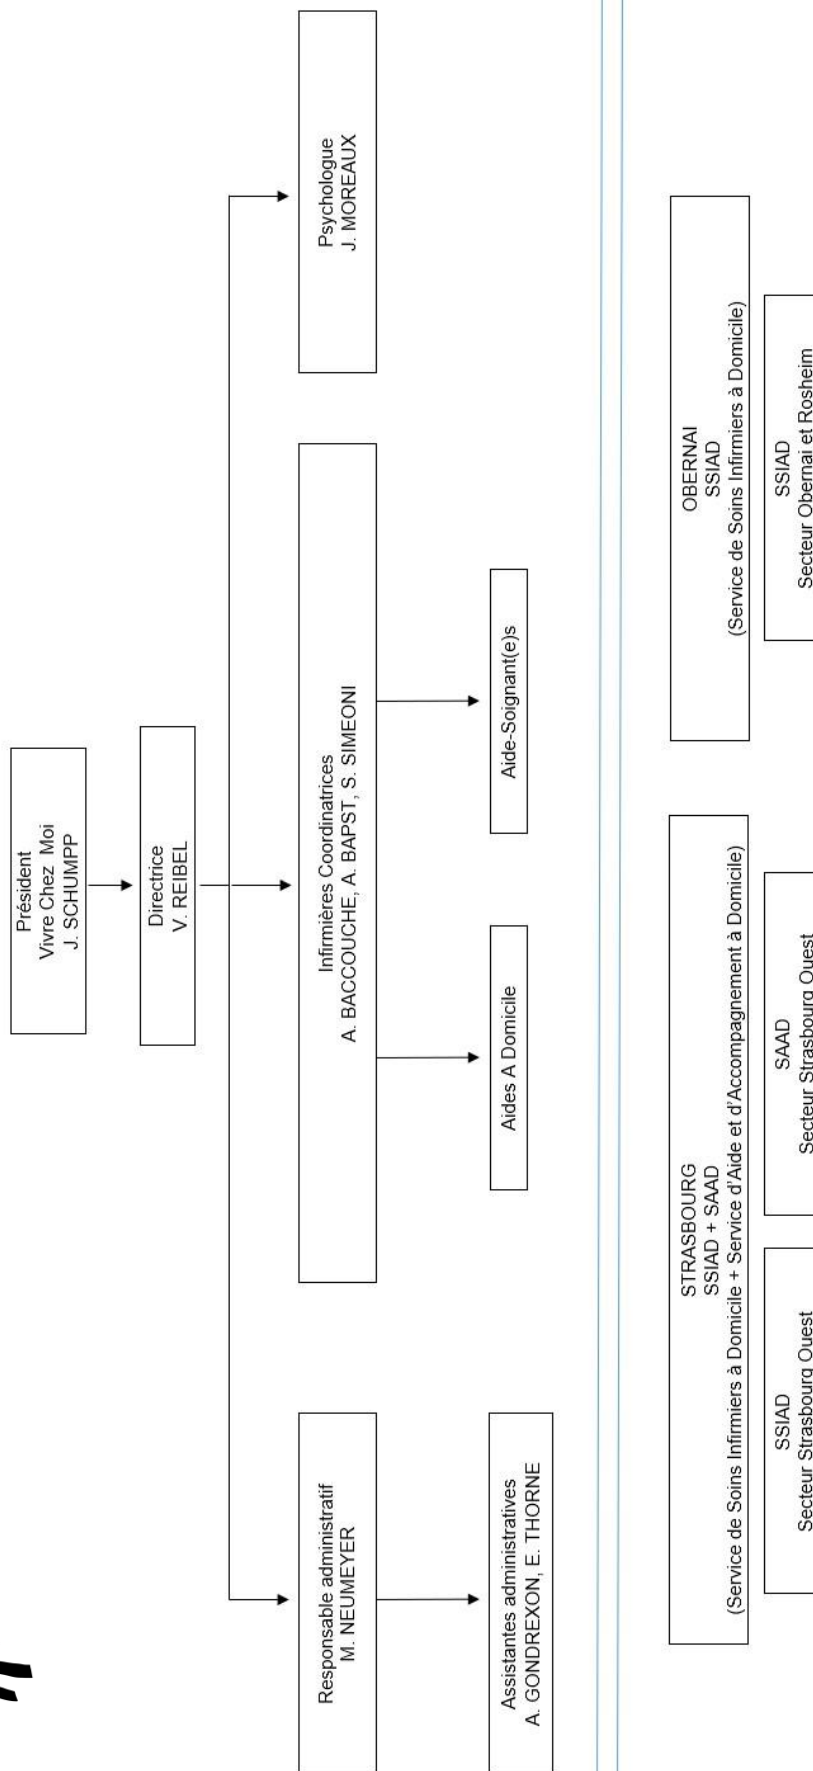 Président
Vivre Chez Moi
J. SCHUMPP
Directrice
V. REIBEL
Responsable administratif
M. NEUMEYER
Infirmières Coordinatrices
A. BACCOUCHE, A. BAPST, S. SIMEONI
Psychologue
J. MOREAUX
Assistantes administratives
A. GONDREXON, E. THORNE
Aides A Domicile
Aide-Soignant(e)s
STRASBOURG
SSIAD + SAAD
(Service de Soins Infirmiers à Domicile + Service d'Aide et d'Accompagnement à Domicile)
OBERNAI
SSIAD
(Service de Soins Infirmiers à Domicile)
SSIAD
Secteur Strasbourg Ouest
SAAD
Secteur Strasbourg Ouest
SSIAD
Secteur Obernai et Rosheim